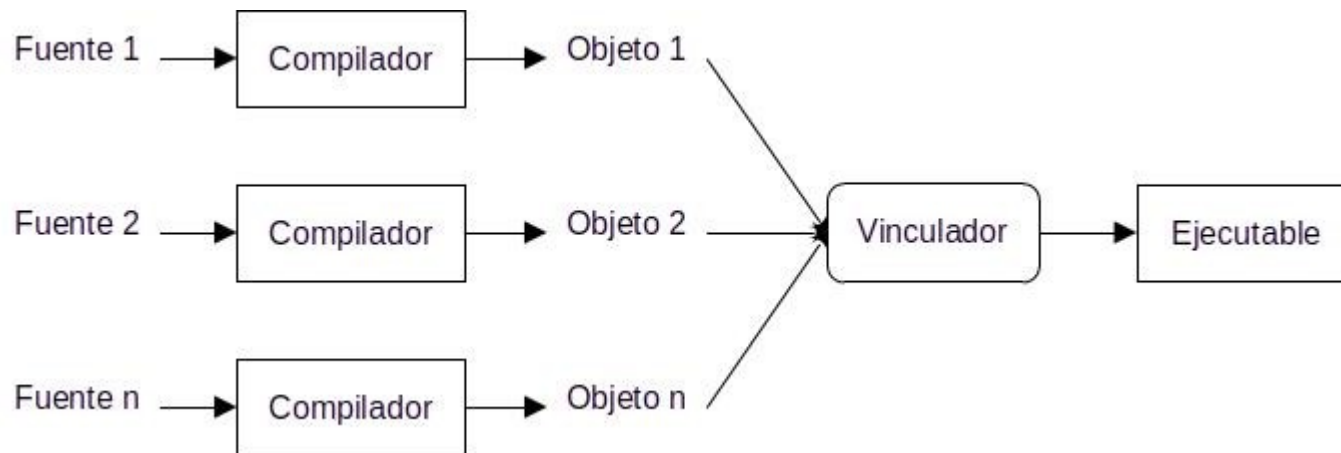 Fuente 1
Compilador
Objeto 1
Fuente 2
Compilador
Objeto 2
Vinculador
Ejecutable
Fuente n
Compilador
Objeto n